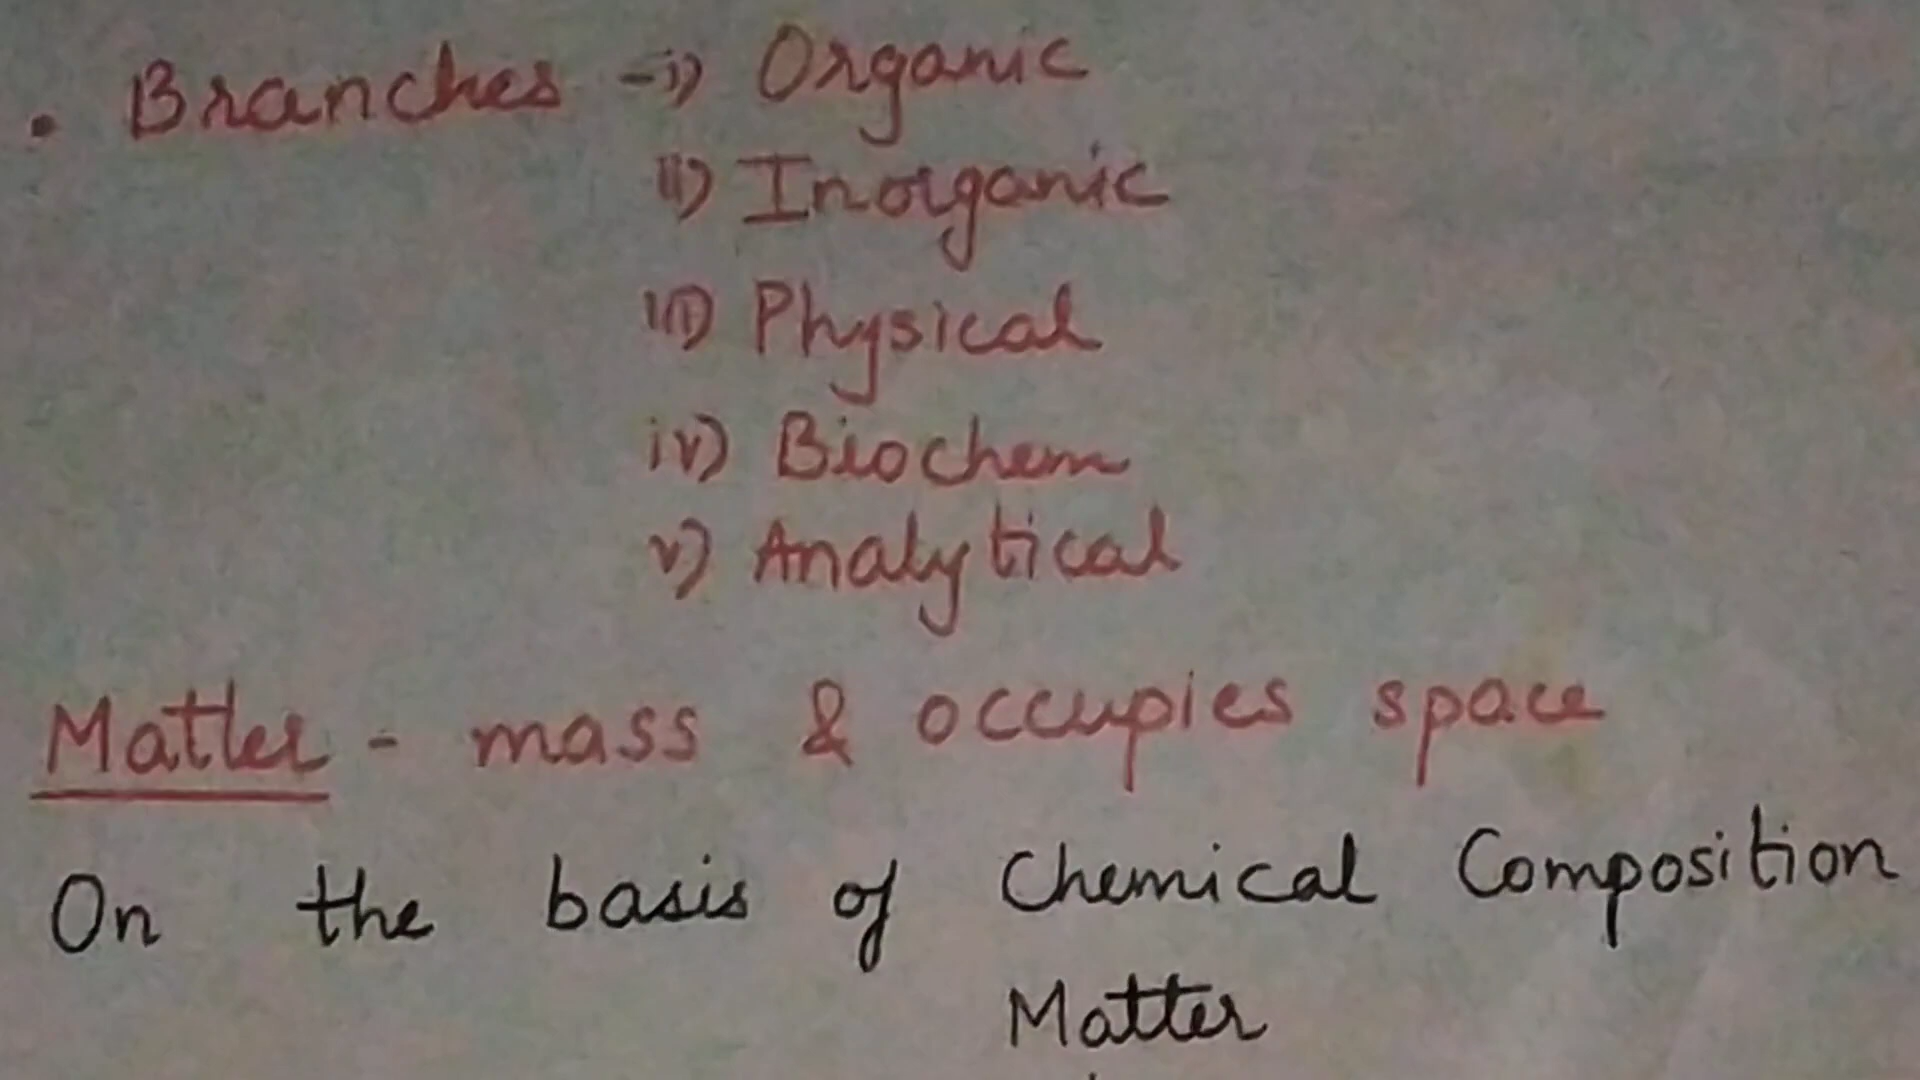 . Branches - i) Organic
ii) Inorganic
iii) Physical
iv) Biochem
v) Analytical
Matter - mass & occupies space
On the basis of Chemical Composition
Matter